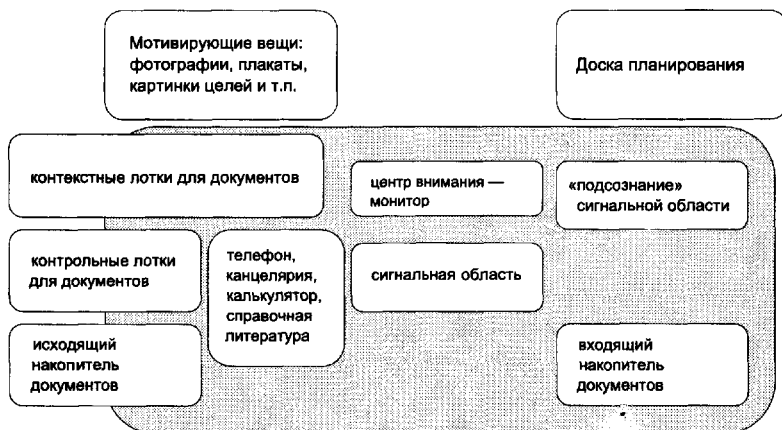 Мотивирующие вещи:
фотографии, плакаты,
картинки целей и т.п.
Доска планирования
контекстные лотки для документов
центр внимания —
монитор
«подсознание»
сигнальной области
контрольные лотки
для документов
телефон,
канцелярия,
калькулятор,
справочная
литература
сигнальная область
исходящий
накопитель
документов
входящий
накопитель
документов